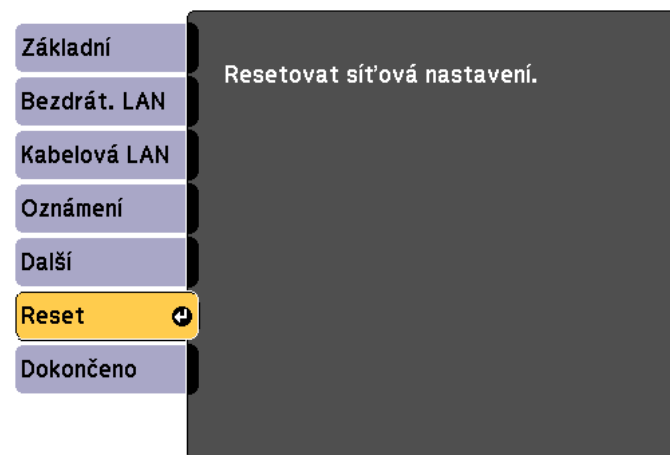 Základní
Bezdrát. LAN
Kabelová LAN
Oznámení
Další
Reset
Dokončeno
Resetovat síťová nastavení.